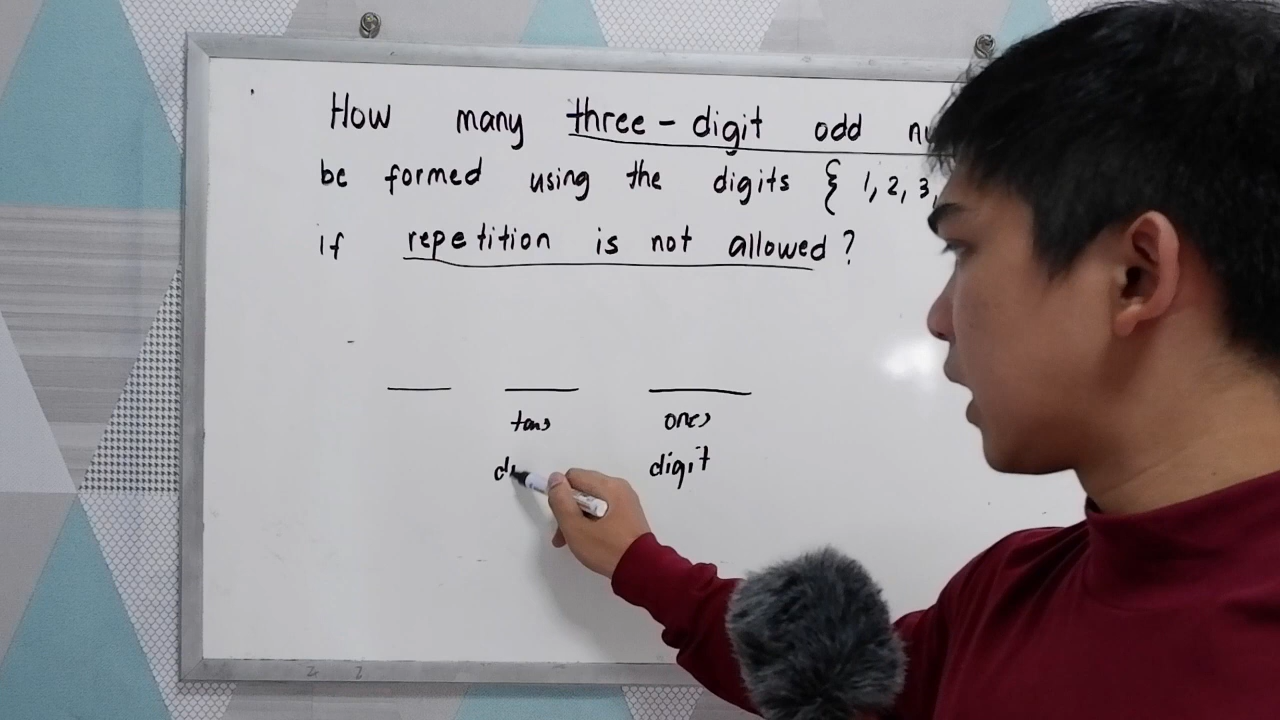 How many three-digit odd
be formed using the digits { 1, 2, 3,
if repetition is not allowed?
tens ones
digit